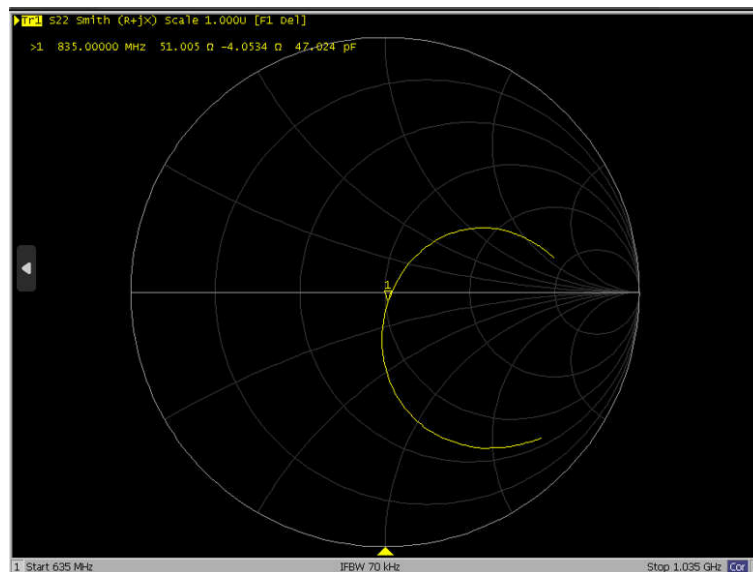 Tr1 S22 Smith (R+jX) Scale 1.000U [F1 Del]
>1 835.00000 MHz 51.005 Ω -4.0534 Ω 47.024 pF
1
1 Start 635 MHz IFBW 70 kHz Stop 1.035 GHz Cor